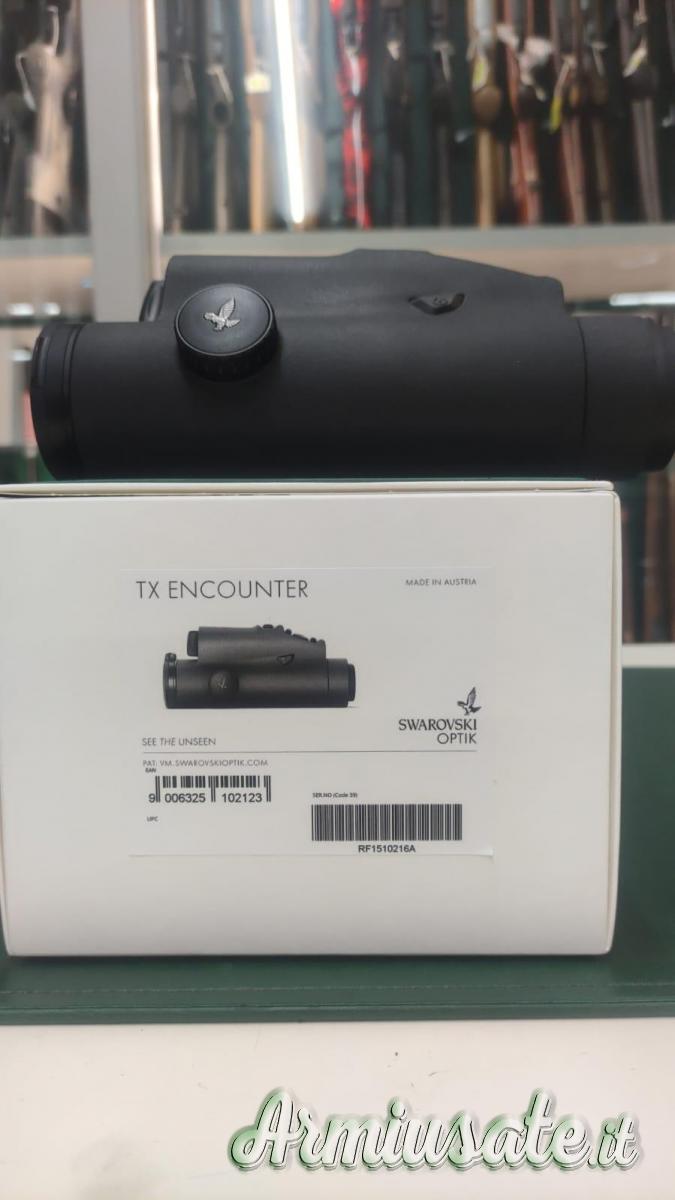 TX ENCOUNTER
MADE IN AUSTRIA
SWAROVSKI
OPTIK
SEE THE UNSEEN
PAT: VM.SWAROVSKIOPTIK.COM
EAN
9 006325 102123
SER.NO (Code 39)
UPC
RF1510216A
Armiusate.it